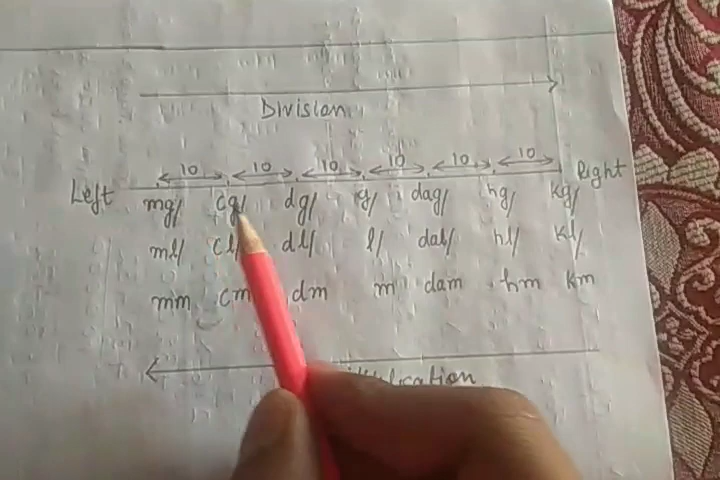 Division
10 10 10 10 10 10
Left Right
mg/ cg/ dg/ g/ dag/ hg/ kg/
ml/ cl/ dl/ l/ dal/ hl/ kl/
mm cm dm m dam hm km